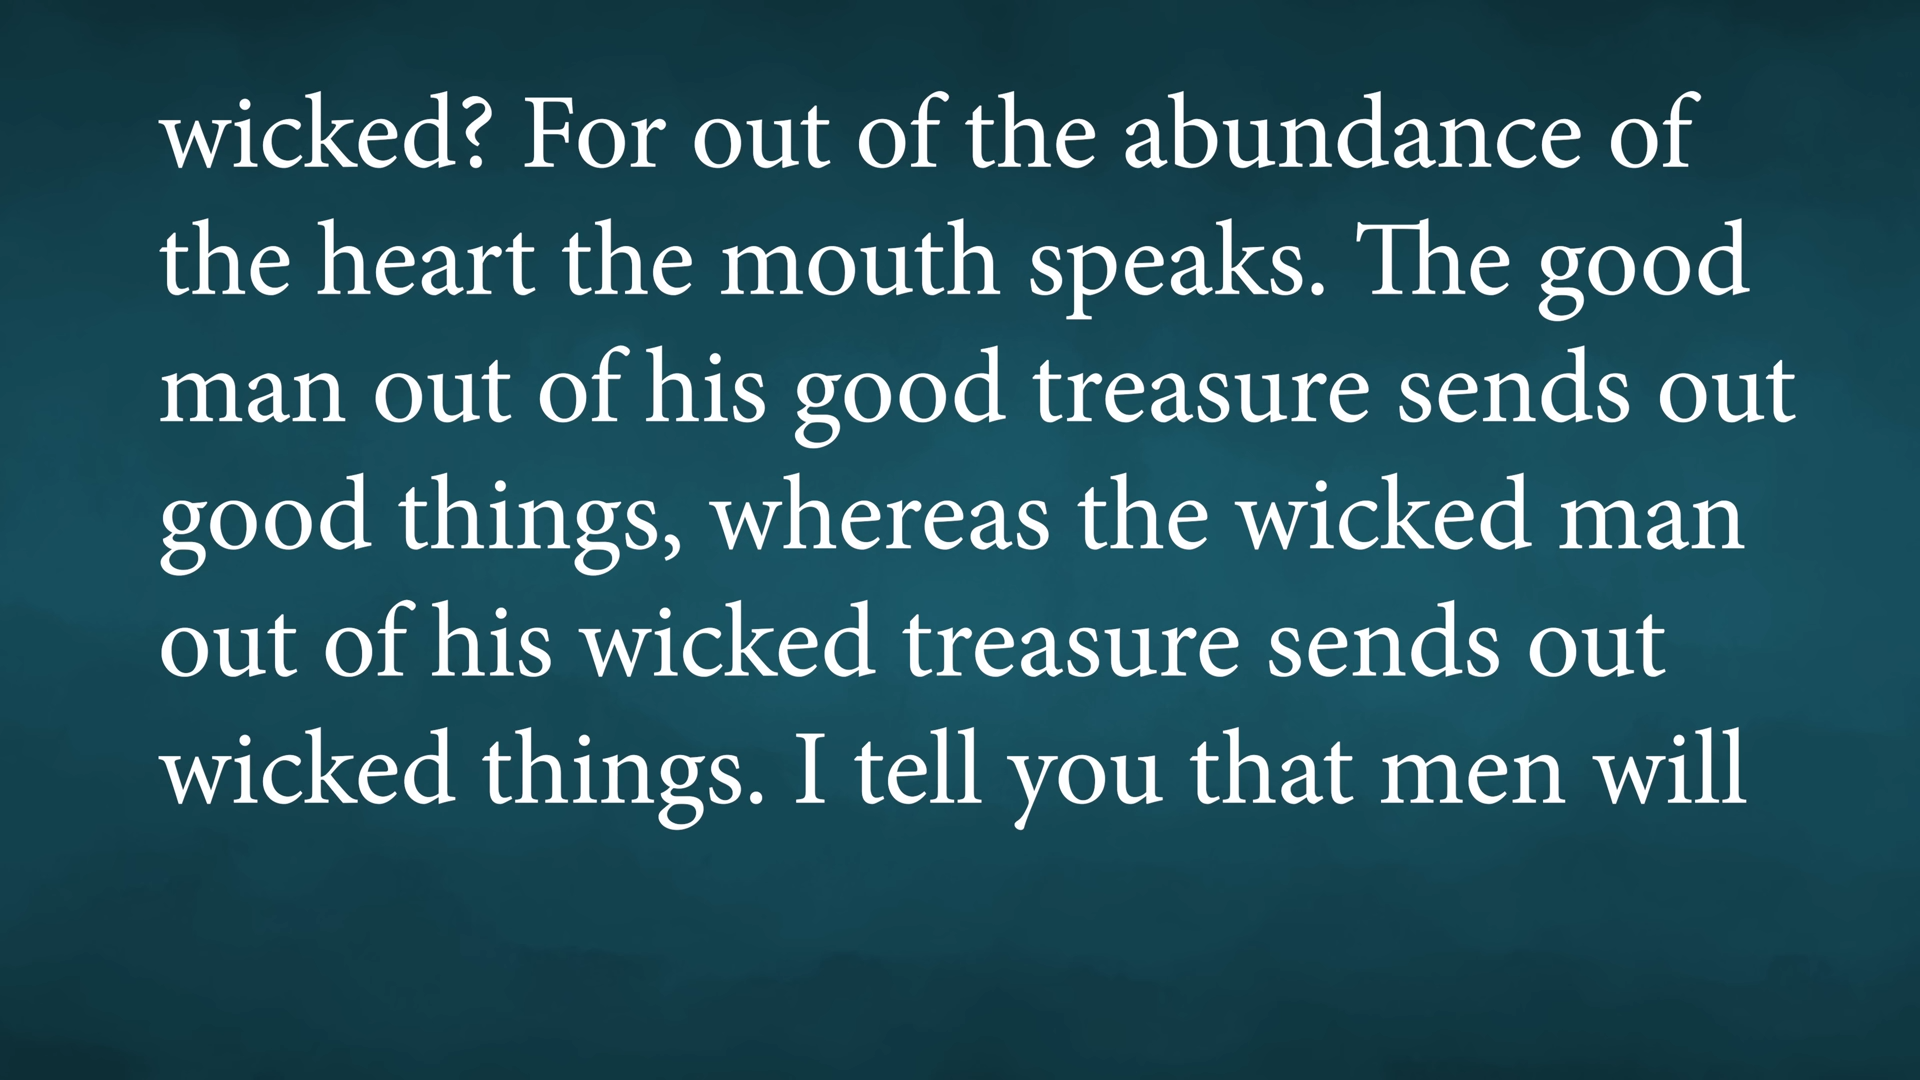 wicked? For out of the abundance of
the heart the mouth speaks. The good
man out of his good treasure sends out
good things, whereas the wicked man
out of his wicked treasure sends out
wicked things. I tell you that men will